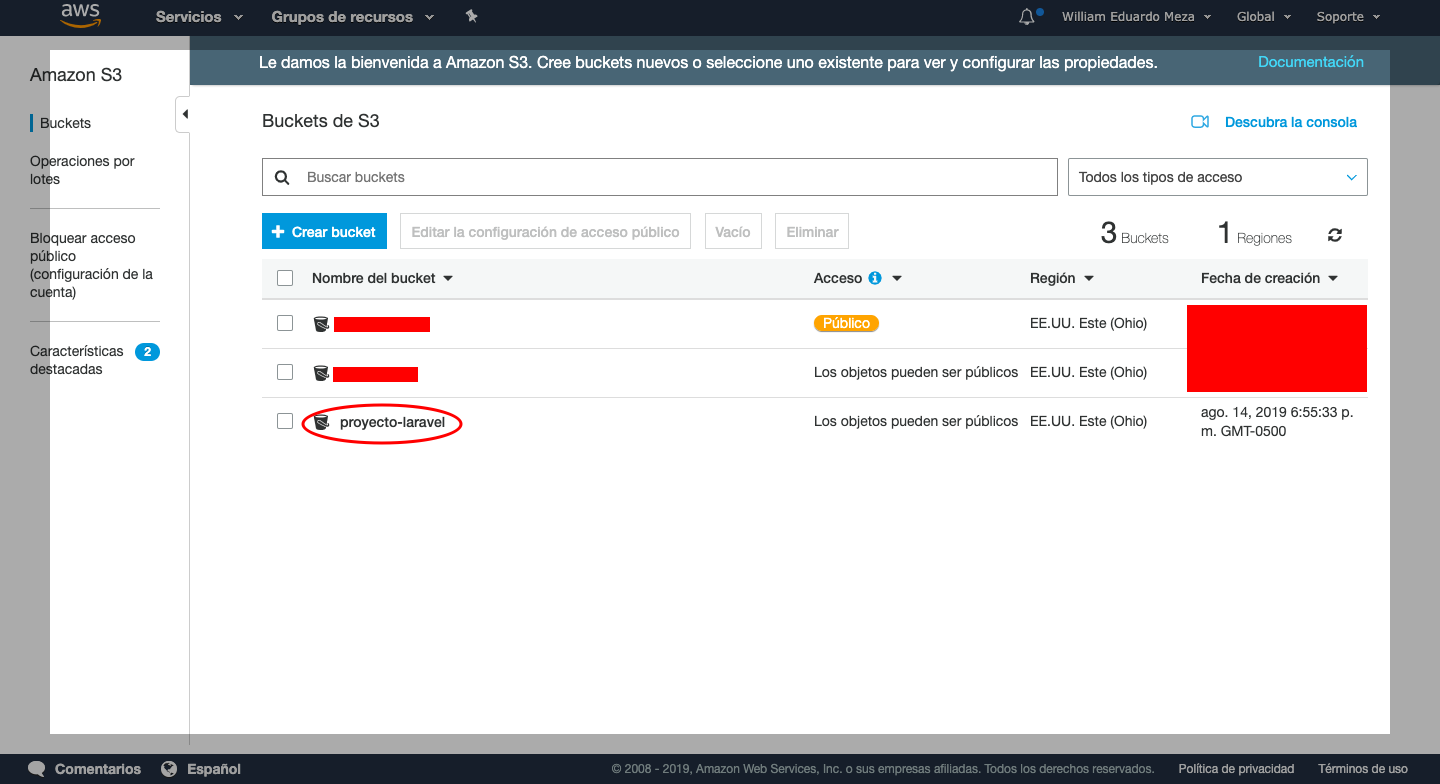 aws
Servicios
Grupos de recursos
William Eduardo Meza
Global
Soporte
Amazon S3
Buckets
Operaciones por
lotes
Bloquear acceso
público
(configuración de la
cuenta)
Características
destacadas
2
Le damos la bienvenida a Amazon S3. Cree buckets nuevos o seleccione uno existente para ver y configurar las propiedades.
Documentación
Buckets de S3
Descubra la consola
Buscar buckets
Todos los tipos de acceso
Crear bucket
Editar la configuración de acceso público
Vacío
Eliminar
3 Buckets
1 Regiones
Nombre del bucket
Acceso
Región
Fecha de creación
Público
EE.UU. Este (Ohio)
Los objetos pueden ser públicos
EE.UU. Este (Ohio)
proyecto-laravel
Los objetos pueden ser públicos
EE.UU. Este (Ohio)
ago. 14, 2019 6:55:33 p.
m. GMT-0500
Comentarios
Español
© 2008 - 2019, Amazon Web Services, Inc. o sus empresas afiliadas. Todos los derechos reservados.
Política de privacidad
Términos de uso